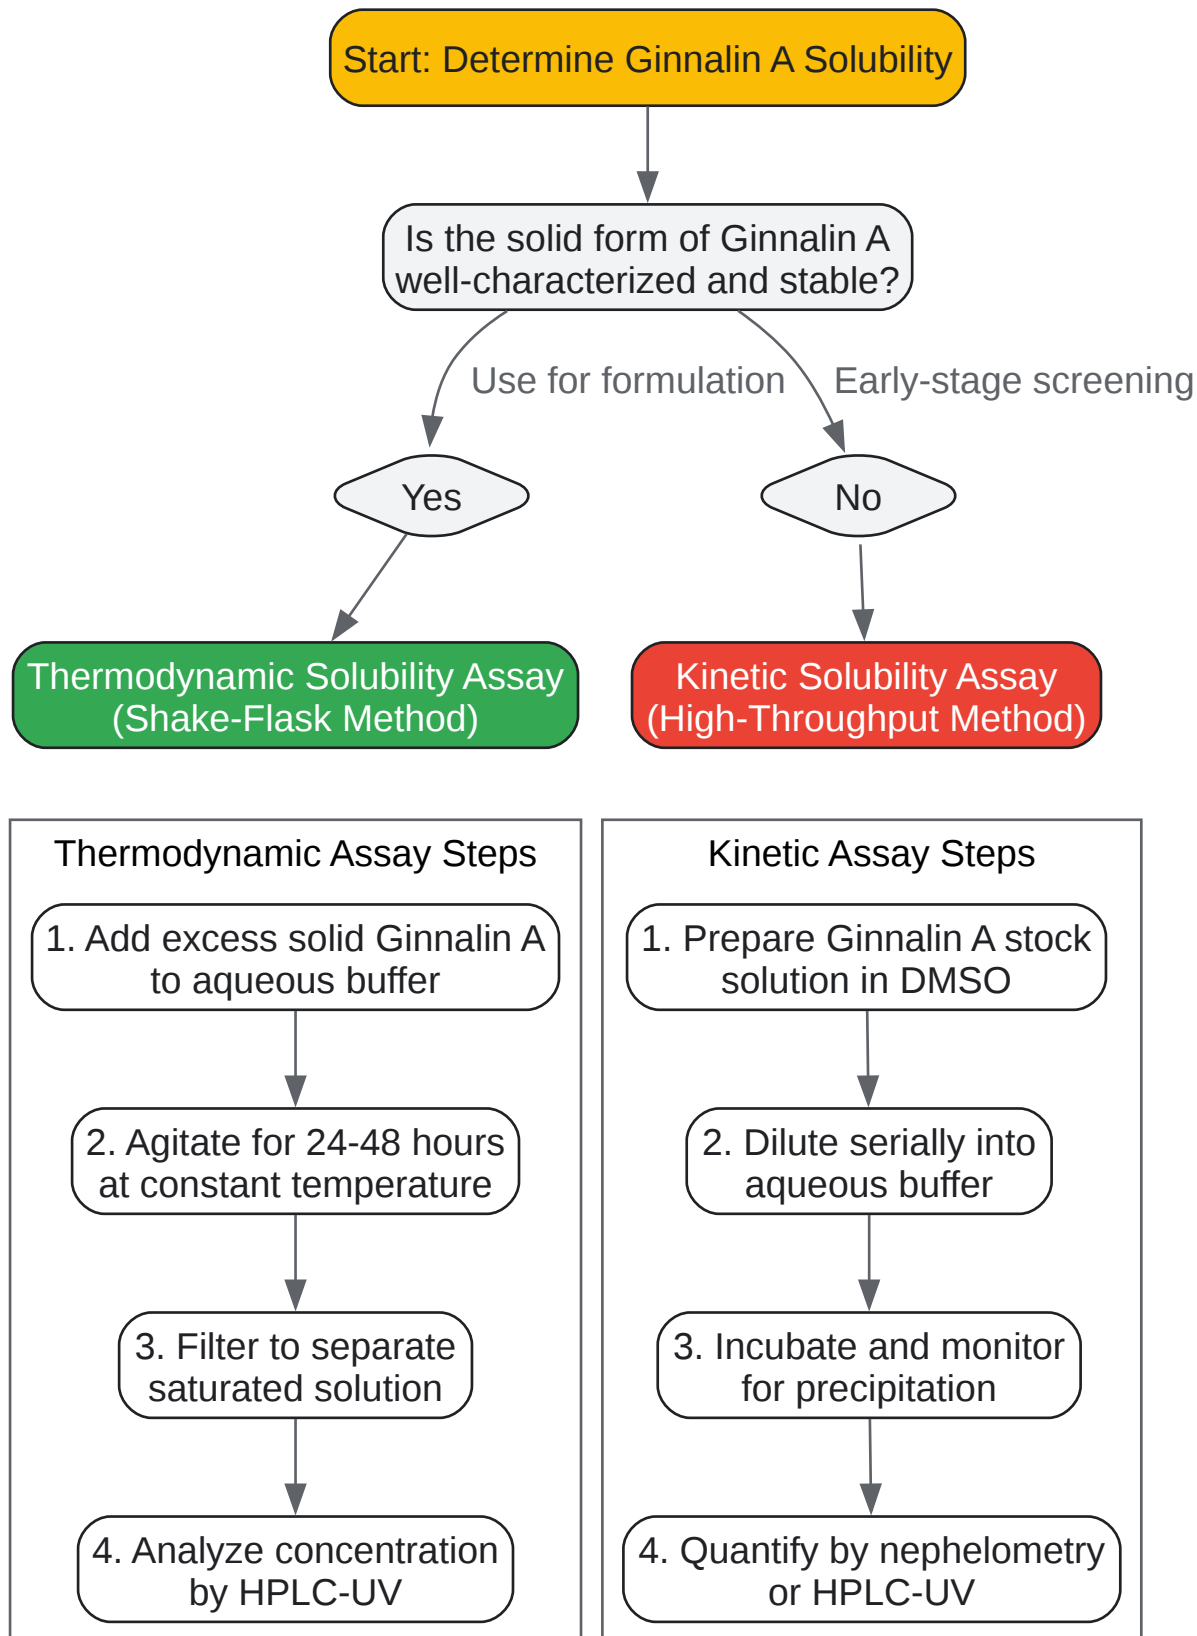 Start: Determine Ginnalin A Solubility
Is the solid form of Ginnalin A
well-characterized and stable?
Use for formulation
Early-stage screening
Yes
No
Thermodynamic Solubility Assay
(Shake-Flask Method)
Kinetic Solubility Assay
(High-Throughput Method)
Thermodynamic Assay Steps
1. Add excess solid Ginnalin A
to aqueous buffer
2. Agitate for 24-48 hours
at constant temperature
3. Filter to separate
saturated solution
4. Analyze concentration
by HPLC-UV
Kinetic Assay Steps
1. Prepare Ginnalin A stock
solution in DMSO
2. Dilute serially into
aqueous buffer
3. Incubate and monitor
for precipitation
4. Quantify by nephelometry
or HPLC-UV